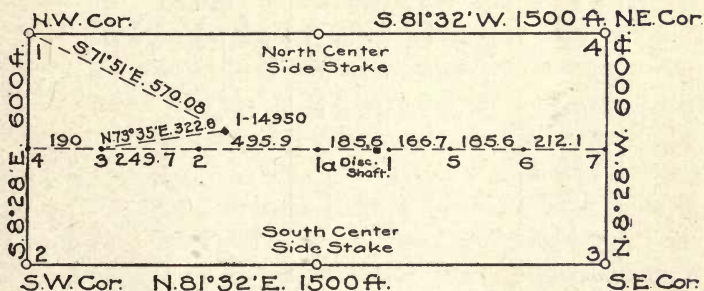 N.W. Cor. S. 81° 32' W. 1500 ft. N.E. Cor.
1 North Center 4
Side Stake
S. 71° 51' E. 570.08
600 ft.
N. 8° 28' W. 600 ft.
N 73° 35' E. 322.8 1-14950
190 495.9 185.6 166.7 185.6 212.1
4 3 249.7 2 1a Disc. 1 5 6 7
Shaft.
S. 8° 28' E
South Center
Side Stake
2 3
S.W. Cor. N. 81° 32' E. 1500 ft. S.E. Cor.